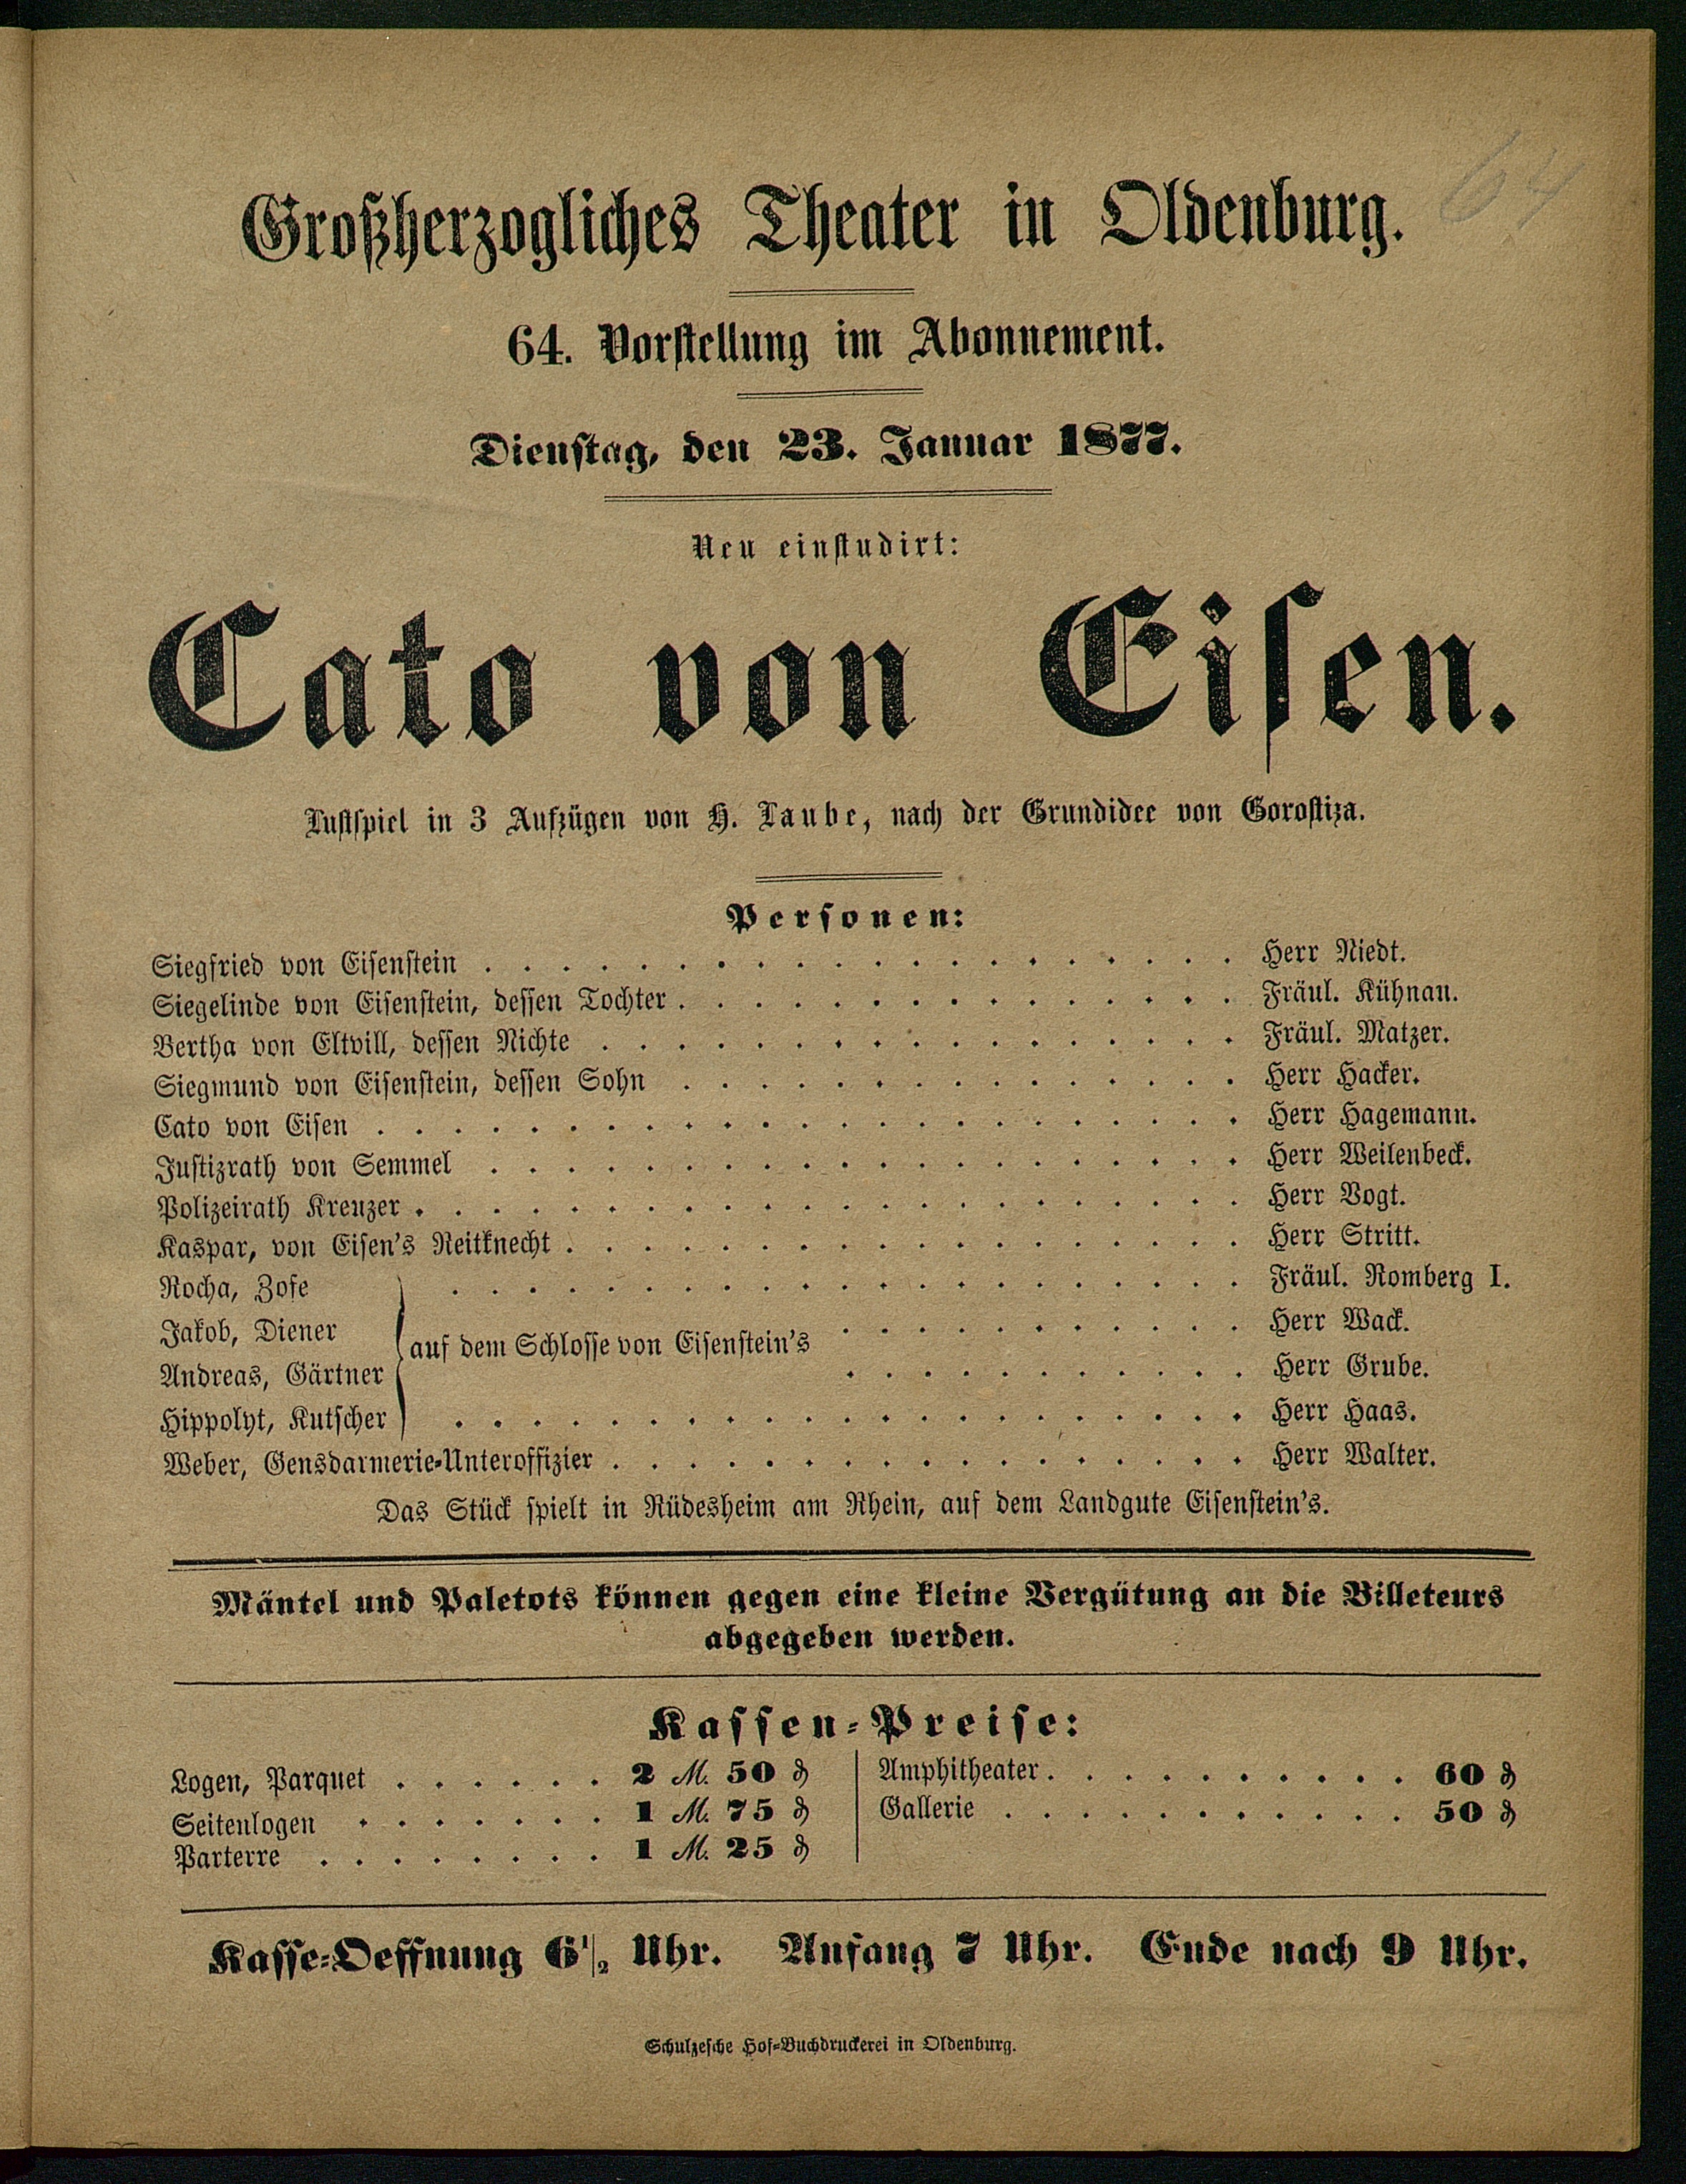 64
Großherzogliches Theater in Oldenburg.
64. Vorstellung im Abonnement.
Dienstag, den 23. Januar 1877.
Neu einstudirt:
Cato von Eisen.
Lustspiel in 3 Aufzügen von H. Laube, nach der Grundidee von Gorostiza.
Personen:
Siegfried von Eisenstein . . . . . . . . . . . . . . . . . . . . Herr Niedt.
Siegelinde von Eisenstein, dessen Tochter . . . . . . . . . . . . . . . Fräul. Kühnau.
Bertha von Eltvill, dessen Nichte . . . . . . . . . . . . . . . . . Fräul. Matzer.
Siegmund von Eisenstein, dessen Sohn . . . . . . . . . . . . . . . Herr Hacker.
Cato von Eisen . . . . . . . . . . . . . . . . . . . . . . . Herr Hagemann.
Justizrath von Semmel . . . . . . . . . . . . . . . . . . . . Herr Weilenbeck.
Polizeirath Kreuzer . . . . . . . . . . . . . . . . . . . . . . Herr Vogt.
Kaspar, von Eisen's Reitknecht . . . . . . . . . . . . . . . . . . Herr Stritt.
Rocha, Zofe . . . . . . . . . . . . . . . . . . . . . Fräul. Romberg I.
Jakob, Diener . . . . . . . . . . . Herr Wack.
auf dem Schlosse von Eisenstein's
Andreas, Gärtner . . . . . . . . . . . Herr Grube.
Hippolyt, Kutscher . . . . . . . . . . . . . . . . . . . . . Herr Haas.
Weber, Gensdarmerie-Unteroffizier . . . . . . . . . . . . . . . . . Herr Walter.
Das Stück spielt in Rüdesheim am Rhein, auf dem Landgute Eisenstein's.
Mäntel und Paletots können gegen eine kleine Vergütung an die Billeteurs
abgegeben werden.
Kassen-Preise:
Logen, Parquet . . . . . . 2 M. 50 ₰
Seitenlogen . . . . . . . 1 M. 75 ₰
Parterre . . . . . . . . 1 M. 25 ₰
Amphitheater . . . . . . . . . . 60 ₰
Gallerie . . . . . . . . . . . 50 ₰
Kasse-Oeffnung 6 1/2 Uhr. Anfang 7 Uhr. Ende nach 9 Uhr.
Schulzesche Hof-Buchdruckerei in Oldenburg.